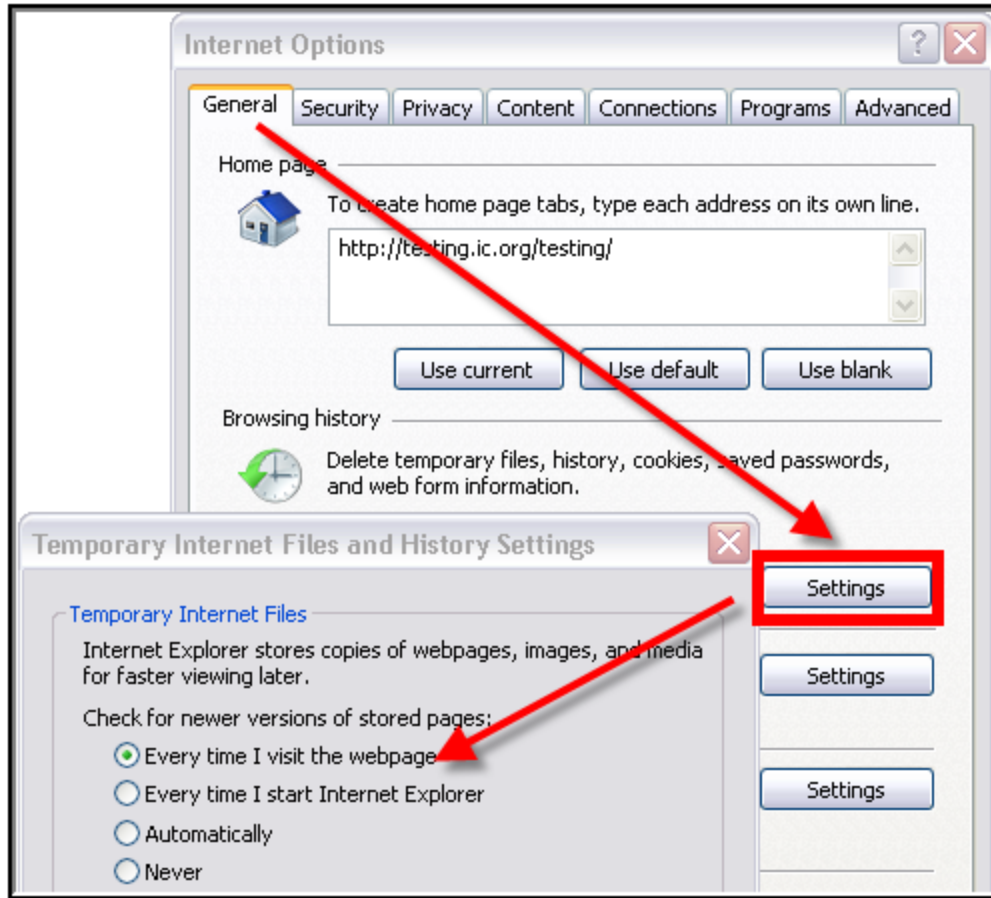 Internet Options
General Security Privacy Content Connections Programs Advanced
Home page
To create home page tabs, type each address on its own line.
http://testing.ic.org/testing/
Use current Use default Use blank
Browsing history
Delete temporary files, history, cookies, saved passwords,
and web form information.
Settings
Settings
Settings
Temporary Internet Files and History Settings
Temporary Internet Files
Internet Explorer stores copies of webpages, images, and media
for faster viewing later.
Check for newer versions of stored pages:
Every time I visit the webpage
Every time I start Internet Explorer
Automatically
Never